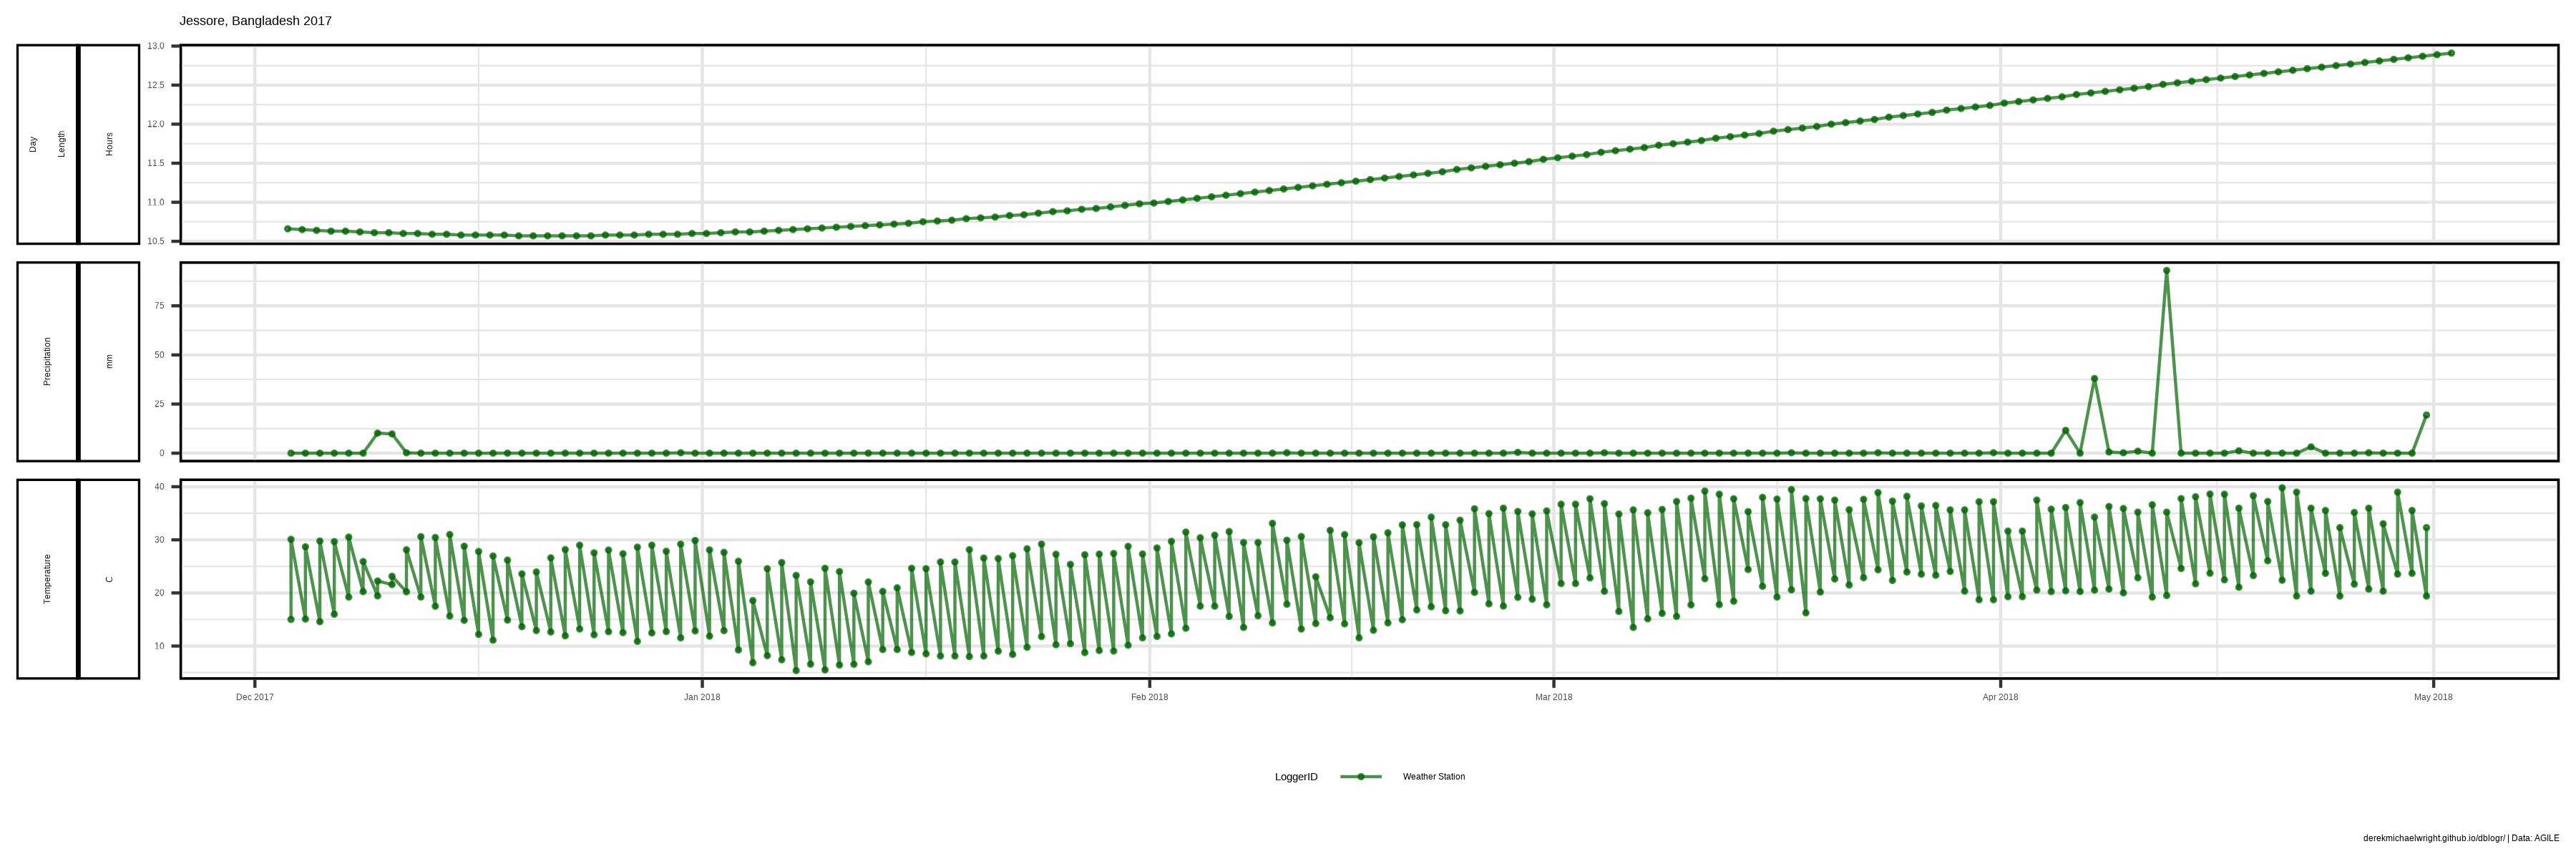 Jessore, Bangladesh 2017
Day
Length
Hours
13.0
12.5
12.0
11.5
11.0
10.5
Precipitation
mm
75
50
25
0
Temperature
C
40
30
20
10
Dec 2017
Jan 2018
Feb 2018
Mar 2018
Apr 2018
May 2018
LoggerID
Weather Station
derekmichaelwright.github.io/dblogr/ | Data: AGILE